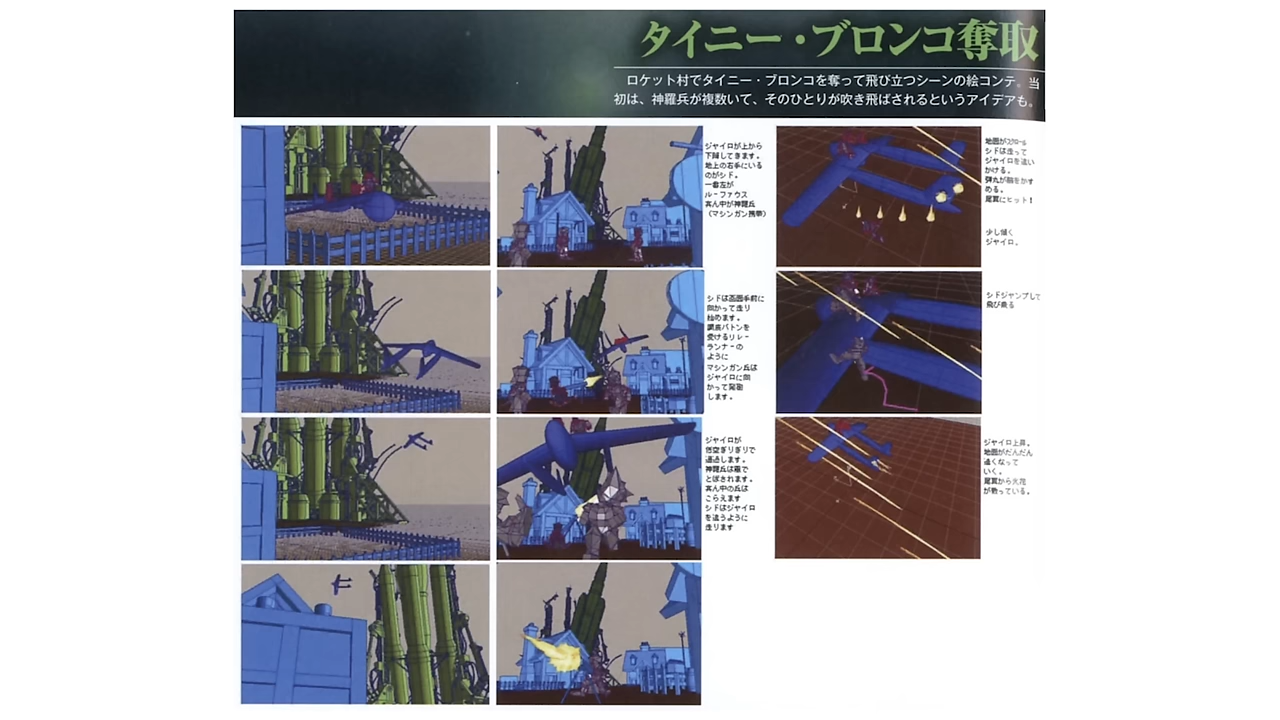 タイニー・ブロンコ奪取
ロケット村でタイニー・ブロンコを奪って飛び立つシーンの絵コンテ。当
初は、神羅兵が複数いて、そのひとりが吹き飛ばされるというアイデアも。
ジャイロが上から
下降してきます。
地上の右手にいる
のがシド。
一番左が
ルーファウス
真ん中が神羅兵
（マシンガン携帯）
シドは画面手前に
向かって走り
始めます。
調度バトンを
受けるリレー
ランナーの
ように
マシンガン兵は
ジャイロに向
かって発砲
します。
ジャイロが
低空ぎりぎりで
通過します。
神羅兵は風で
とばされます。
真ん中の兵は
こらえます
シドはジャイロ
を追うように
走ります
地面がスクロール
シドは走って
ジャイロを追い
かける。
弾丸が脇をかす
める。
尾翼にヒット！
少し傾く
ジャイロ。
シドジャンプして
飛び乗る
ジャイロ上昇。
地面がだんだん
遠くなって
いく。
尾翼から火花
が散っている。